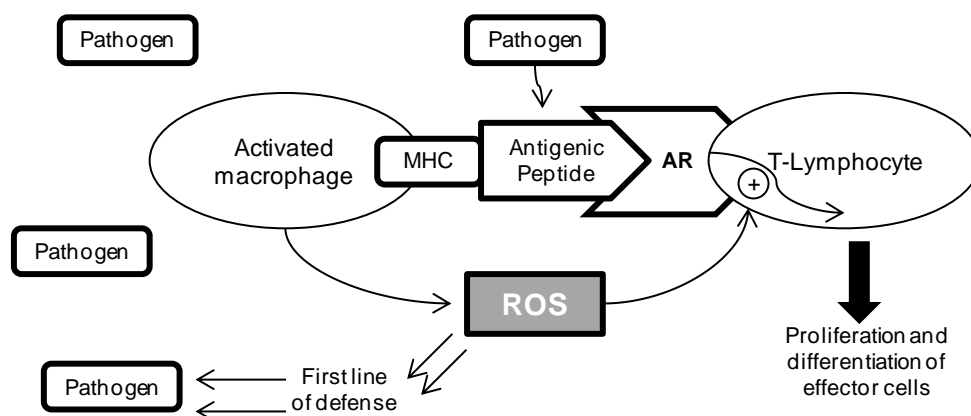 Pathogen
Pathogen
Activated
macrophage
MHC
Antigenic
Peptide
AR
T-Lymphocyte
+
Pathogen
ROS
Proliferation and
differentiation of
effector cells
Pathogen
First line
of defense